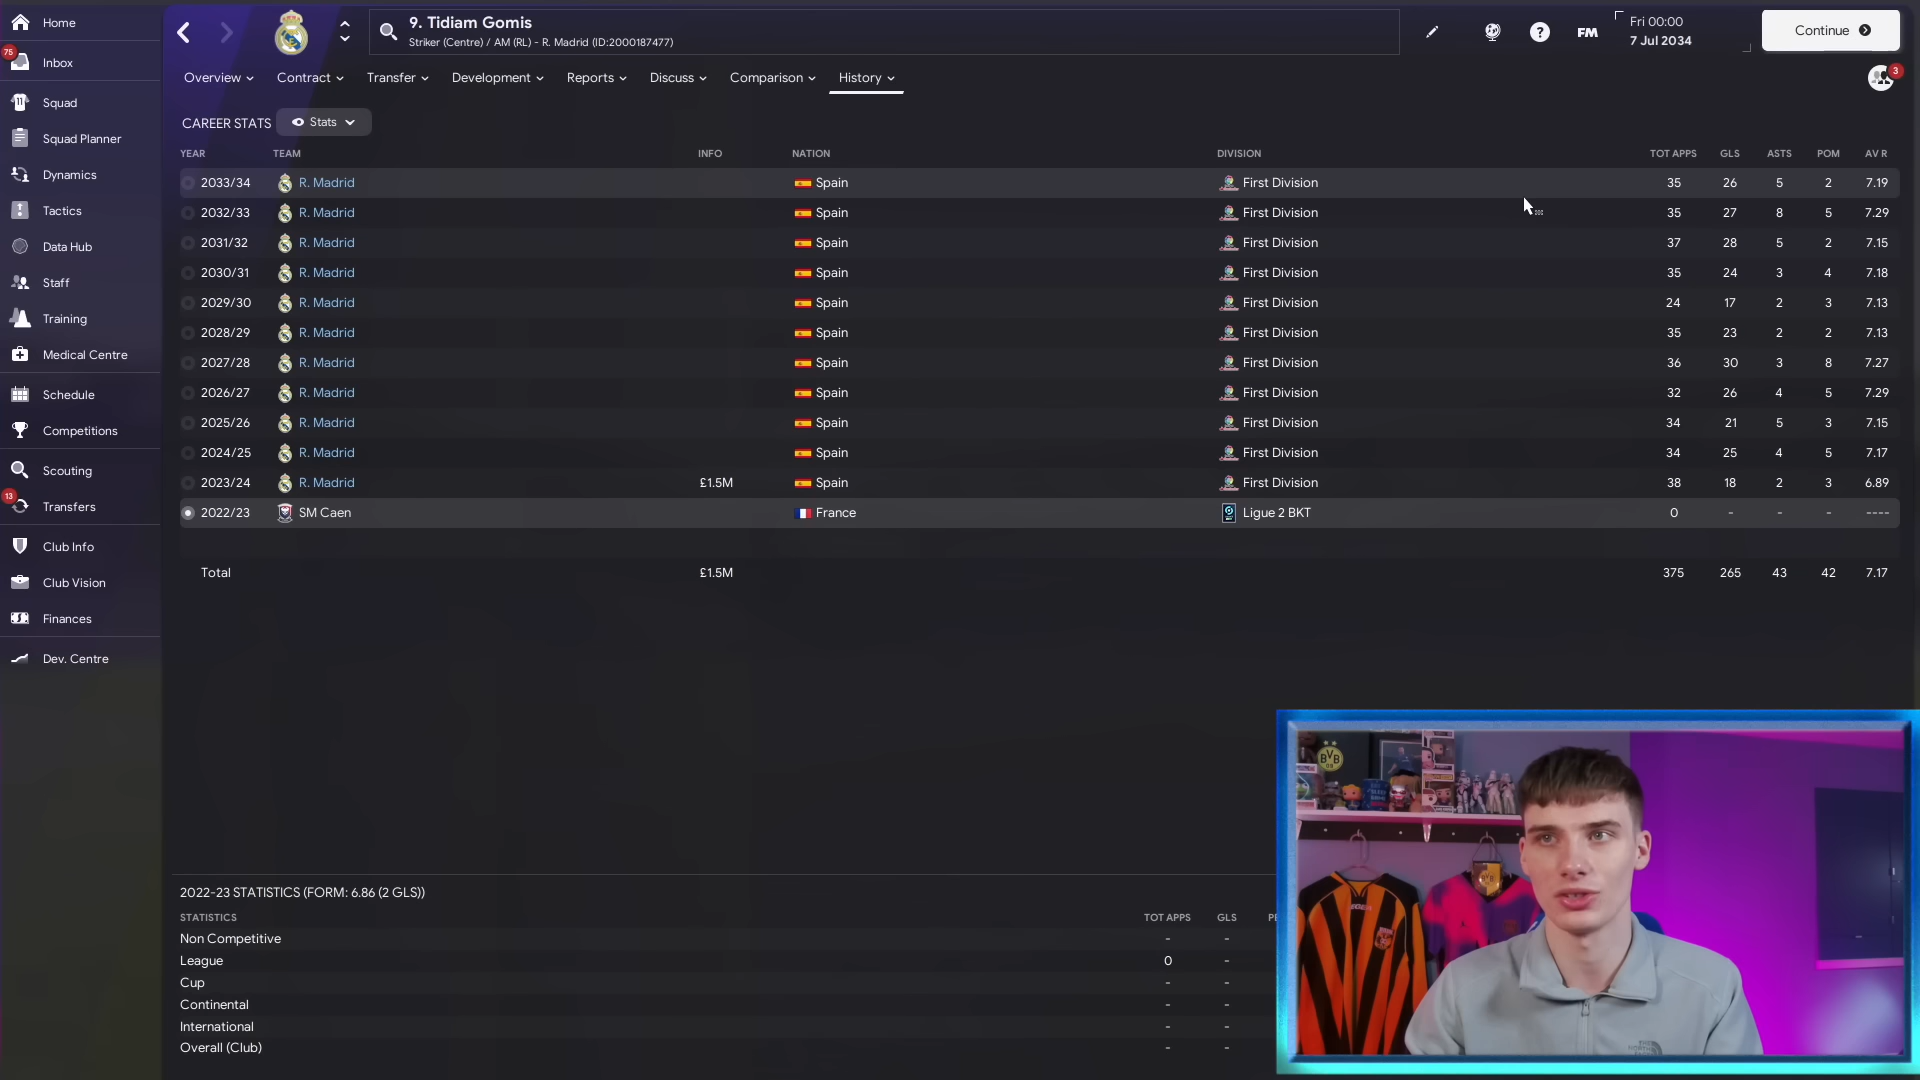 Home
75
Inbox
Squad
Squad Planner
Dynamics
Tactics
Data Hub
Staff
Training
Medical Centre
Schedule
Competitions
Scouting
13
Transfers
Club Info
Club Vision
Finances
Dev. Centre
9. Tidiam Gomis
Striker (Centre) / AM (RL) - R. Madrid (ID:2000187477)
? FM
Fri 00:00
7 Jul 2034
Continue
Overview Contract Transfer Development Reports Discuss Comparison History
3
CAREER STATS Stats
YEAR TEAM INFO NATION DIVISION TOT APPS GLS ASTS POM AV R
2033/34 R. Madrid Spain First Division 35 26 5 2 7.19
2032/33 R. Madrid Spain First Division 35 27 8 5 7.29
2031/32 R. Madrid Spain First Division 37 28 5 2 7.15
2030/31 R. Madrid Spain First Division 35 24 3 4 7.18
2029/30 R. Madrid Spain First Division 24 17 2 3 7.13
2028/29 R. Madrid Spain First Division 35 23 2 2 7.13
2027/28 R. Madrid Spain First Division 36 30 3 8 7.27
2026/27 R. Madrid Spain First Division 32 26 4 5 7.29
2025/26 R. Madrid Spain First Division 34 21 5 3 7.15
2024/25 R. Madrid Spain First Division 34 25 4 5 7.17
2023/24 R. Madrid £1.5M Spain First Division 38 18 2 3 6.89
2022/23 SM Caen France Ligue 2 BKT 0 - - - ----
Total £1.5M 375 265 43 42 7.17
2022-23 STATISTICS (FORM: 6.86 (2 GLS))
STATISTICS TOT APPS GLS
Non Competitive - -
League 0 -
Cup - -
Continental - -
International - -
Overall (Club) - -
BVB
09